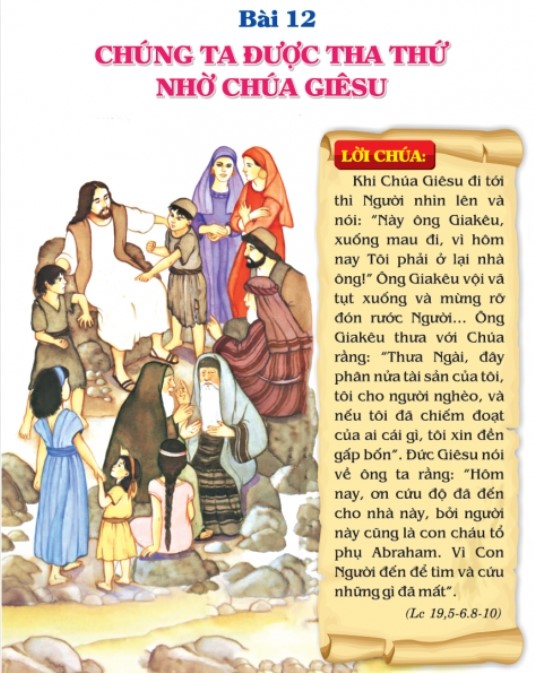 Bài 12
CHÚNG TA ĐƯỢC THA THỨ
NHỜ CHÚA GIÊSU
LỜI CHÚA:
Khi Chúa Giêsu đi tới
thì Người nhìn lên và
nói: "Này ông Giakêu,
xuống mau đi, vì hôm
nay Tôi phải ở lại nhà
ông!" Ông Giakêu vội vã
tụt xuống và mừng rỡ
đón rước Người... Ông
Giakêu thưa với Chúa
rằng: "Thưa Ngài, đây
phân nửa tài sản của tôi,
tôi cho người nghèo, và
nếu tôi đã chiếm đoạt
của ai cái gì, tôi xin đền
gấp bốn". Đức Giêsu nói
về ông ta rằng: "Hôm
nay, ơn cứu độ đã đến
cho nhà này, bởi người
này cũng là con cháu tổ
phụ Abraham. Vì Con
Người đến để tìm và cứu
những gì đã mất".
(Lc 19,5-6.8-10)